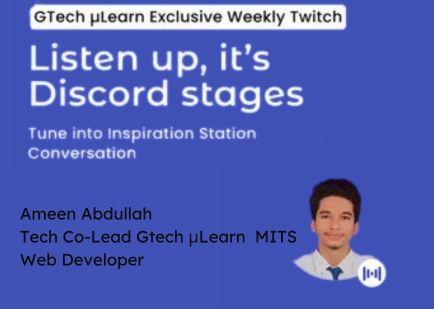 GTech µLearn Exclusive Weekly Twitch
Listen up, it's
Discord stages
Tune into Inspiration Station
Conversation
Ameen Abdullah
Tech Co-Lead Gtech µLearn MITS
Web Developer